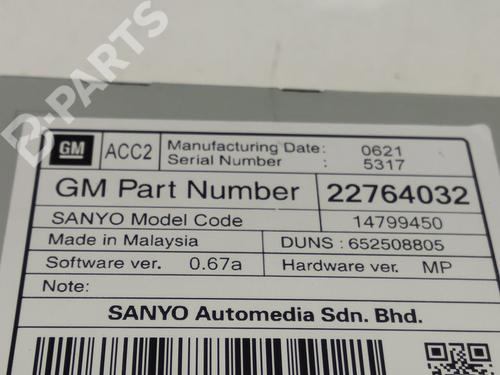 B-PARTS
GM ACC2 Manufacturing Date: 0621
Serial Number : 5317
GM Part Number 22764032
SANYO Model Code 14799450
Made in Malaysia DUNS : 652508805
Software ver. 0.67a Hardware ver. MP
Note:
SANYO Automedia Sdn. Bhd.